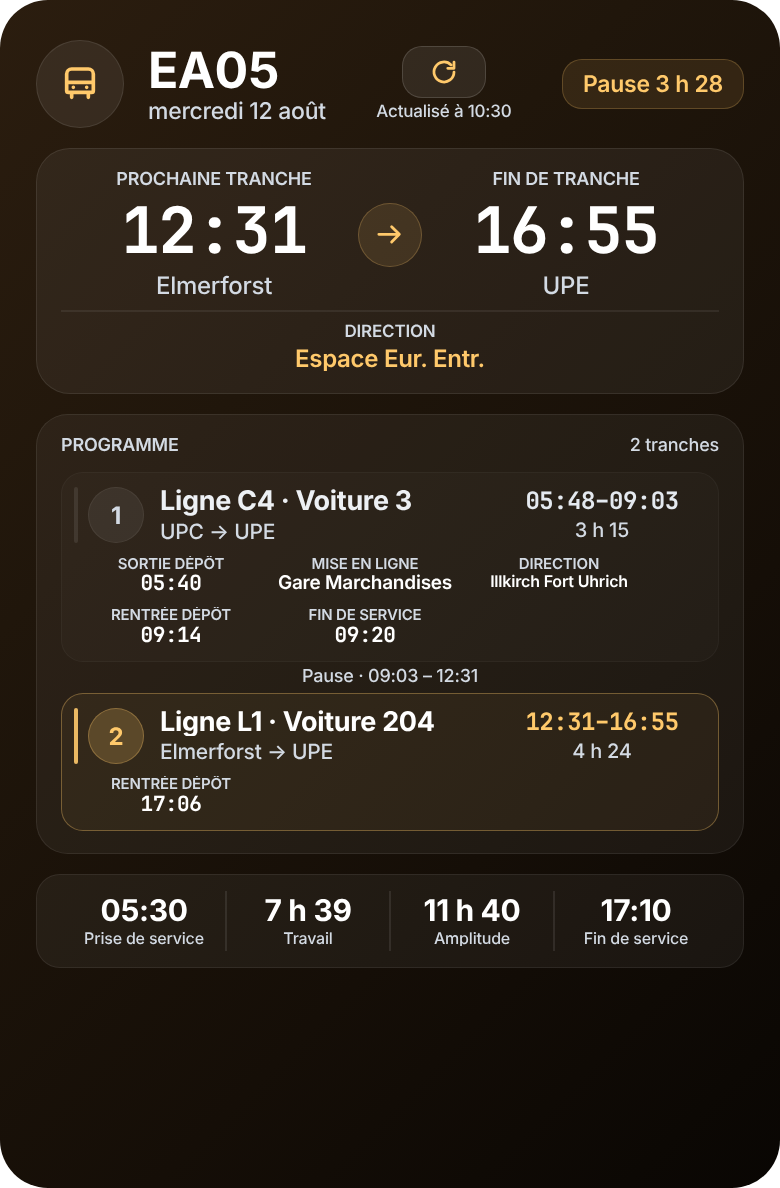 EA05
mercredi 12 août
Actualisé à 10:30
Pause 3 h 28
PROCHAINE TRANCHE
12:31
Elmerforst
→
FIN DE TRANCHE
16:55
UPE
DIRECTION
Espace Eur. Entr.
PROGRAMME
2 tranches
1
Ligne C4 · Voiture 3
UPC → UPE
05:48–09:03
3 h 15
SORTIE DÉPÔT
05:40
MISE EN LIGNE
Gare Marchandises
DIRECTION
Illkirch Fort Uhrich
RENTRÉE DÉPÔT
09:14
FIN DE SERVICE
09:20
Pause · 09:03 – 12:31
2
Ligne L1 · Voiture 204
Elmerforst → UPE
12:31–16:55
4 h 24
RENTRÉE DÉPÔT
17:06
05:30
Prise de service
7 h 39
Travail
11 h 40
Amplitude
17:10
Fin de service